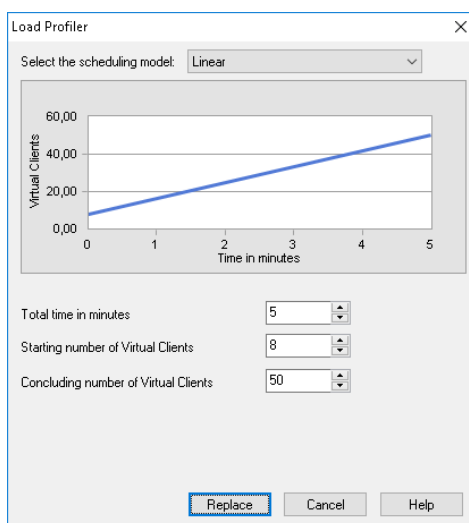 Load Profiler
Select the scheduling model: Linear
Virtual Clients
60,00
40,00
20,00
0,00
0 1 2 3 4 5
Time in minutes
Total time in minutes 5
Starting number of Virtual Clients 8
Concluding number of Virtual Clients 50
Replace Cancel Help